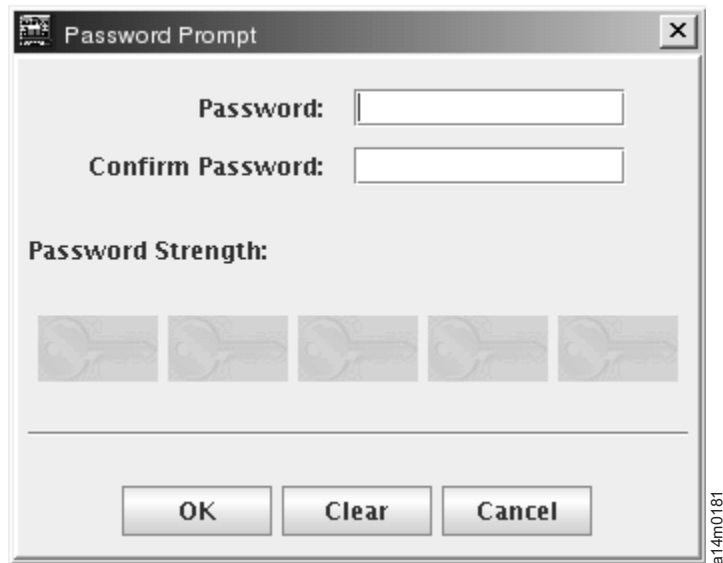 Password Prompt
Password:
Confirm Password:
Password Strength:
OK Clear Cancel
a14m0181